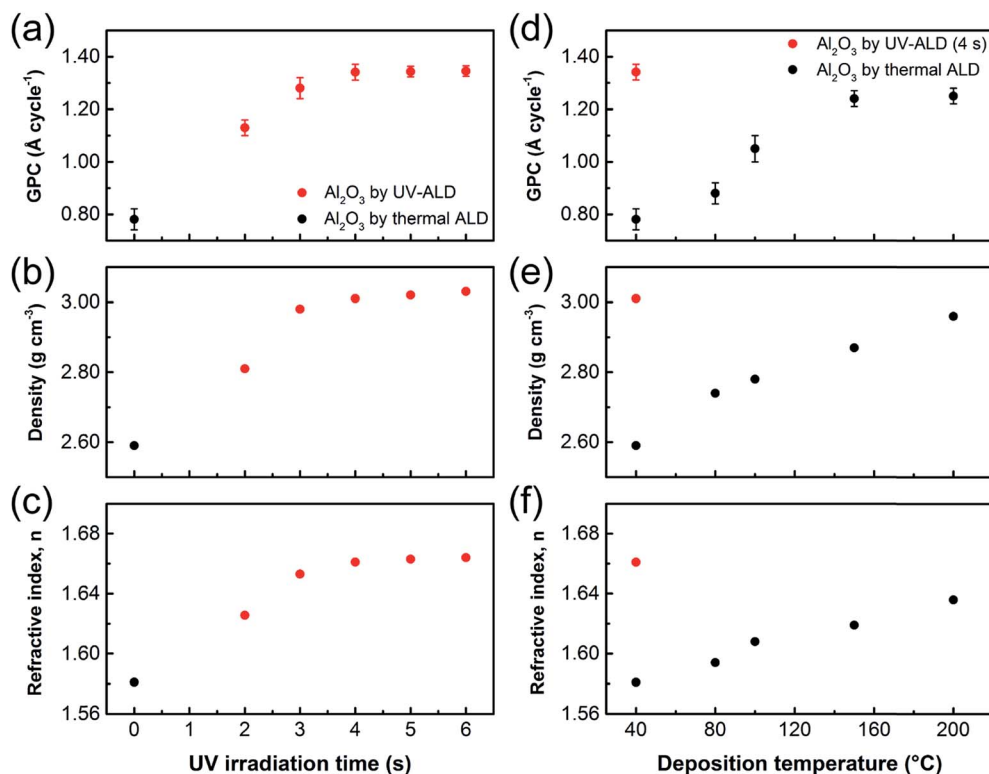 (a)
GPC (Å cycle⁻¹)
1.40
1.20
1.00
0.80
Al₂O₃ by UV-ALD
Al₂O₃ by thermal ALD
(b)
Density (g cm⁻³)
3.00
2.80
2.60
(c)
Refractive index, n
1.68
1.64
1.60
1.56
0 1 2 3 4 5 6
UV irradiation time (s)
(d)
GPC (Å cycle⁻¹)
1.40
1.20
1.00
0.80
Al₂O₃ by UV-ALD (4 s)
Al₂O₃ by thermal ALD
(e)
Density (g cm⁻³)
3.00
2.80
2.60
(f)
Refractive index, n
1.68
1.64
1.60
1.56
40 80 120 160 200
Deposition temperature (°C)